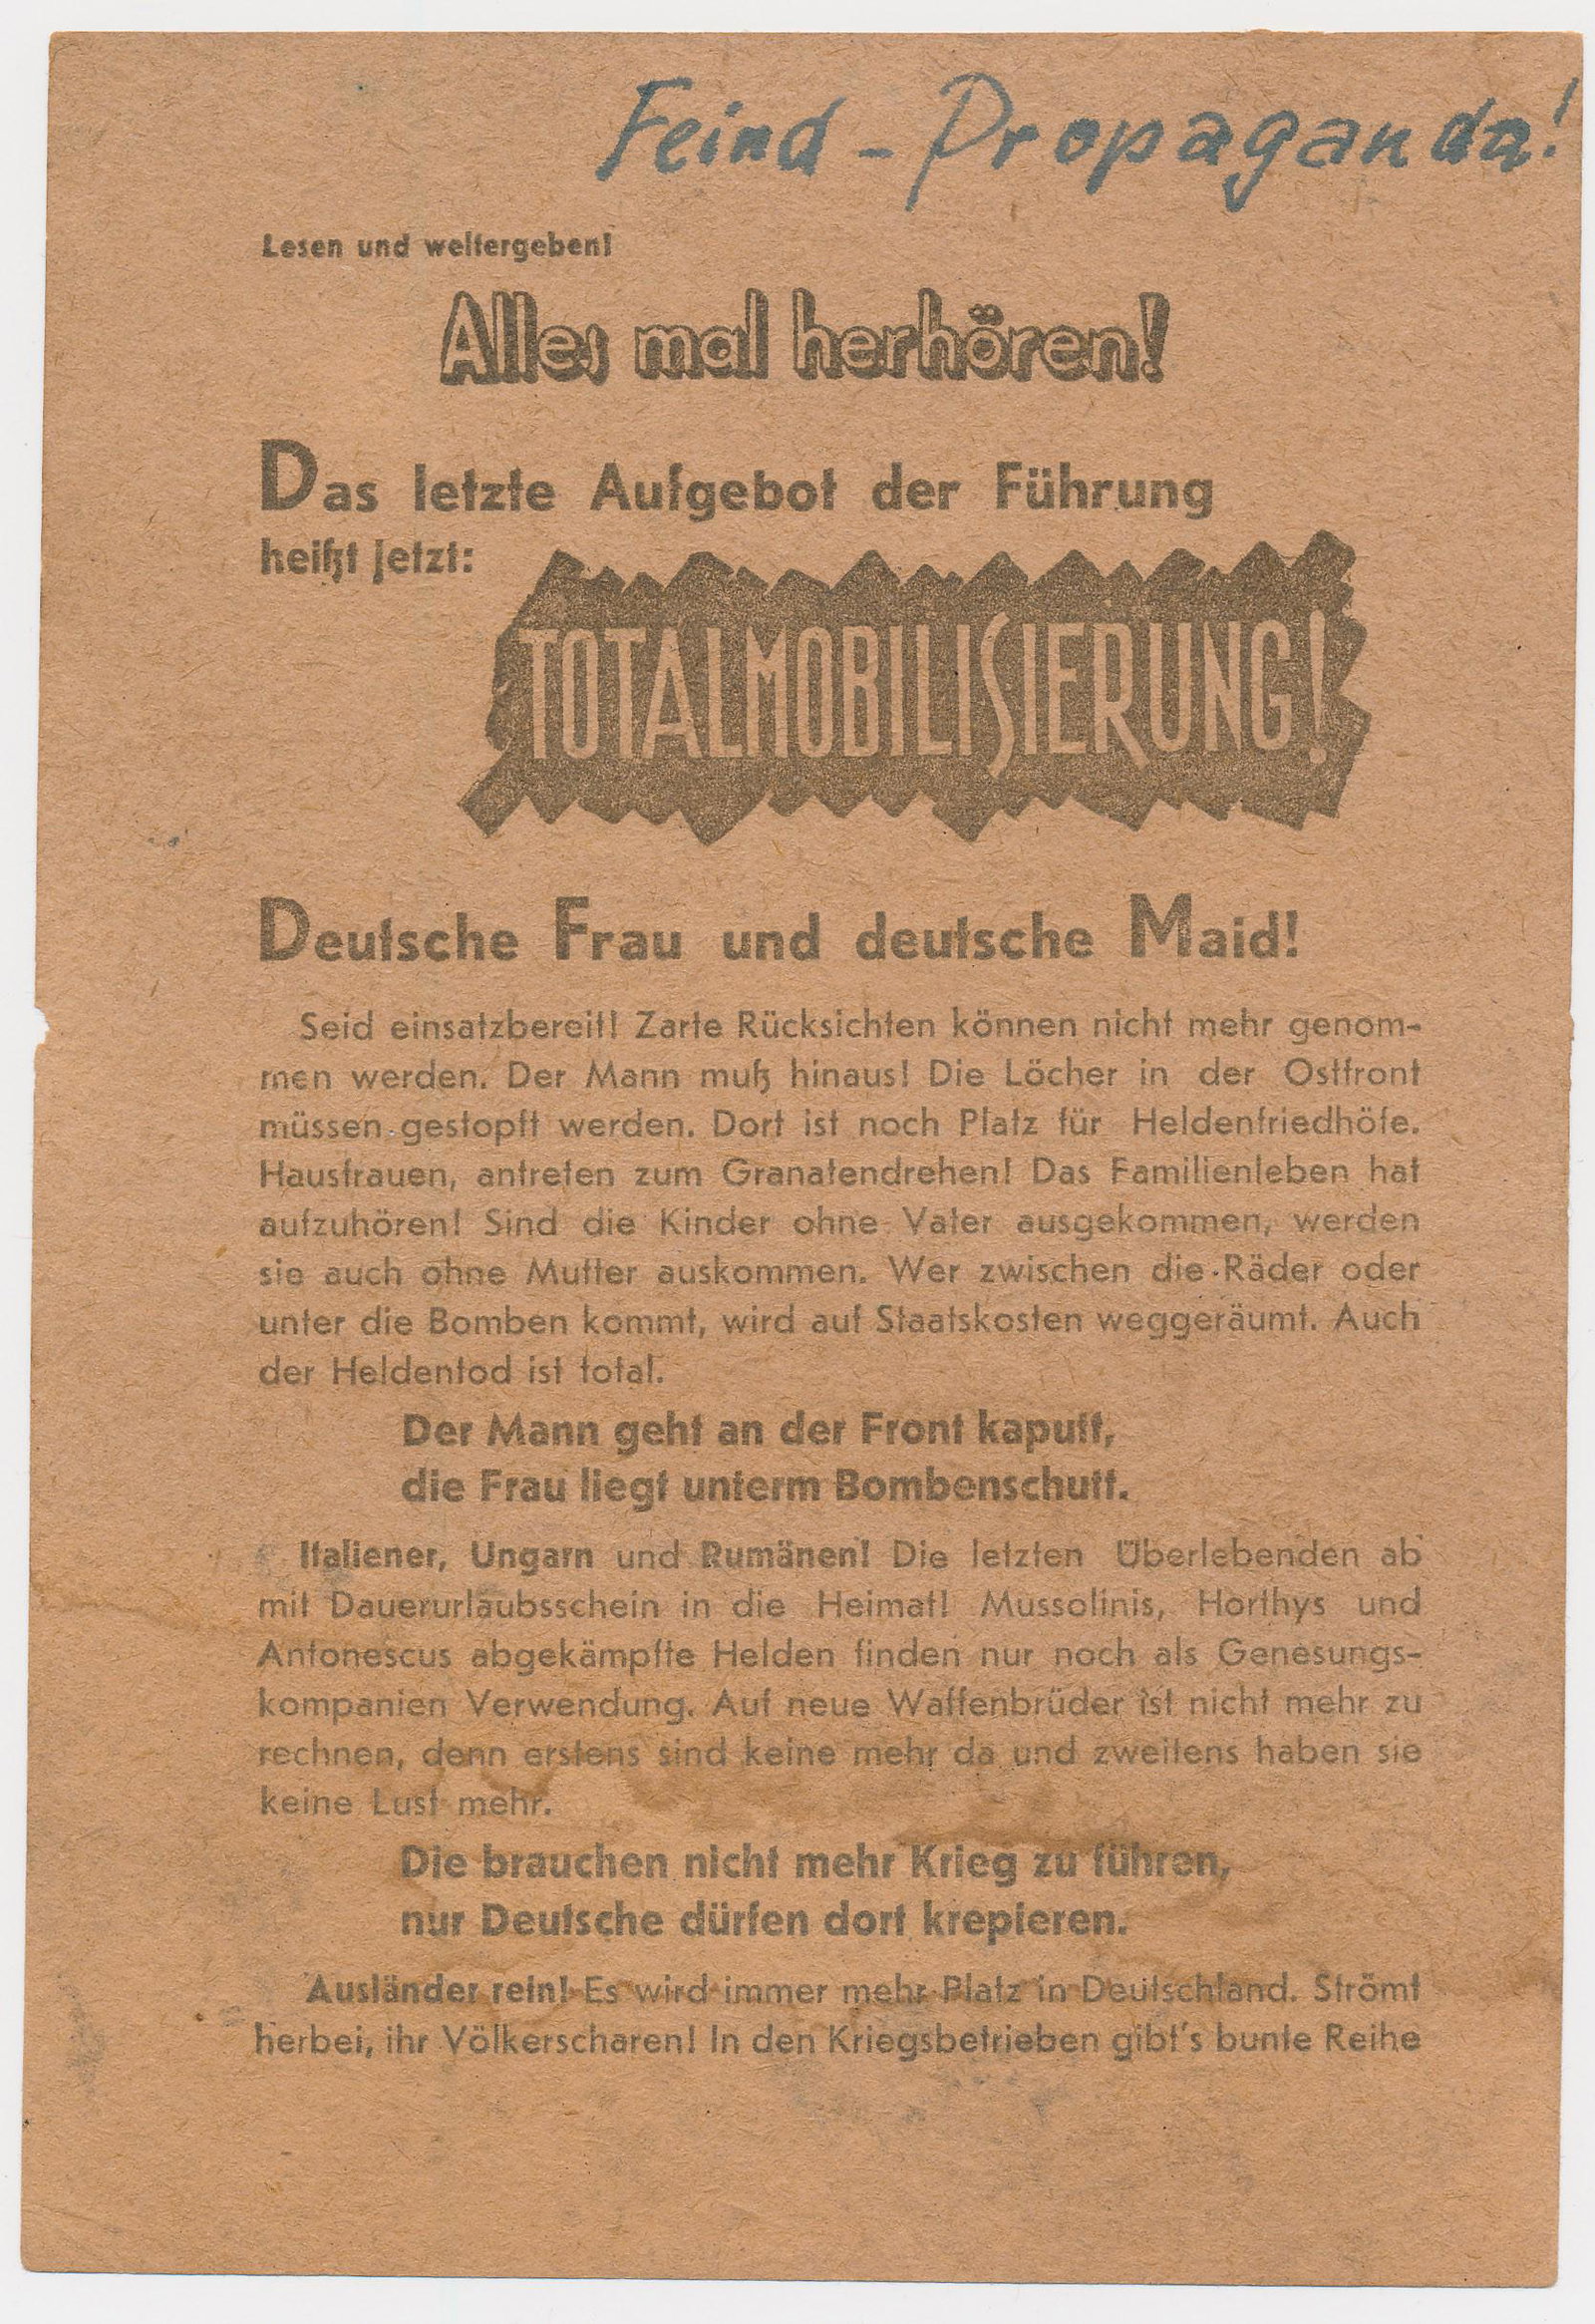 Feind - Propaganda!
Lesen und weitergeben!
Alles mal herhören!
Das letzte Aufgebot der Führung
heißt jetzt:
TOTALMOBILISIERUNG!
Deutsche Frau und deutsche Maid!
Seid einsatzbereit! Zarte Rücksichten können nicht mehr genom-
men werden. Der Mann muß hinaus! Die Löcher in der Ostfront
müssen gestopft werden. Dort ist noch Platz für Heldenfriedhöfe.
Hausfrauen, antreten zum Granatendrehen! Das Familienleben hat
aufzuhören! Sind die Kinder ohne Vater ausgekommen, werden
sie auch ohne Mutter auskommen. Wer zwischen die Räder oder
unter die Bomben kommt, wird auf Staatskosten weggeräumt. Auch
der Heldentod ist total.
Der Mann geht an der Front kaputt,
die Frau liegt unterm Bombenschutt.
Italiener, Ungarn und Rumänen! Die letzten Überlebenden ab
mit Dauerurlaubsschein in die Heimat! Mussolinis, Horthys und
Antonescus abgekämpfte Helden finden nur noch als Genesungs-
kompanien Verwendung. Auf neue Waffenbrüder ist nicht mehr zu
rechnen, denn erstens sind keine mehr da und zweitens haben sie
keine Lust mehr.
Die brauchen nicht mehr Krieg zu führen,
nur Deutsche dürfen dort krepieren.
Ausländer rein! Es wird immer mehr Platz in Deutschland. Strömt
herbei, ihr Völkerscharen! In den Kriegsbetrieben gibt's bunte Reihe